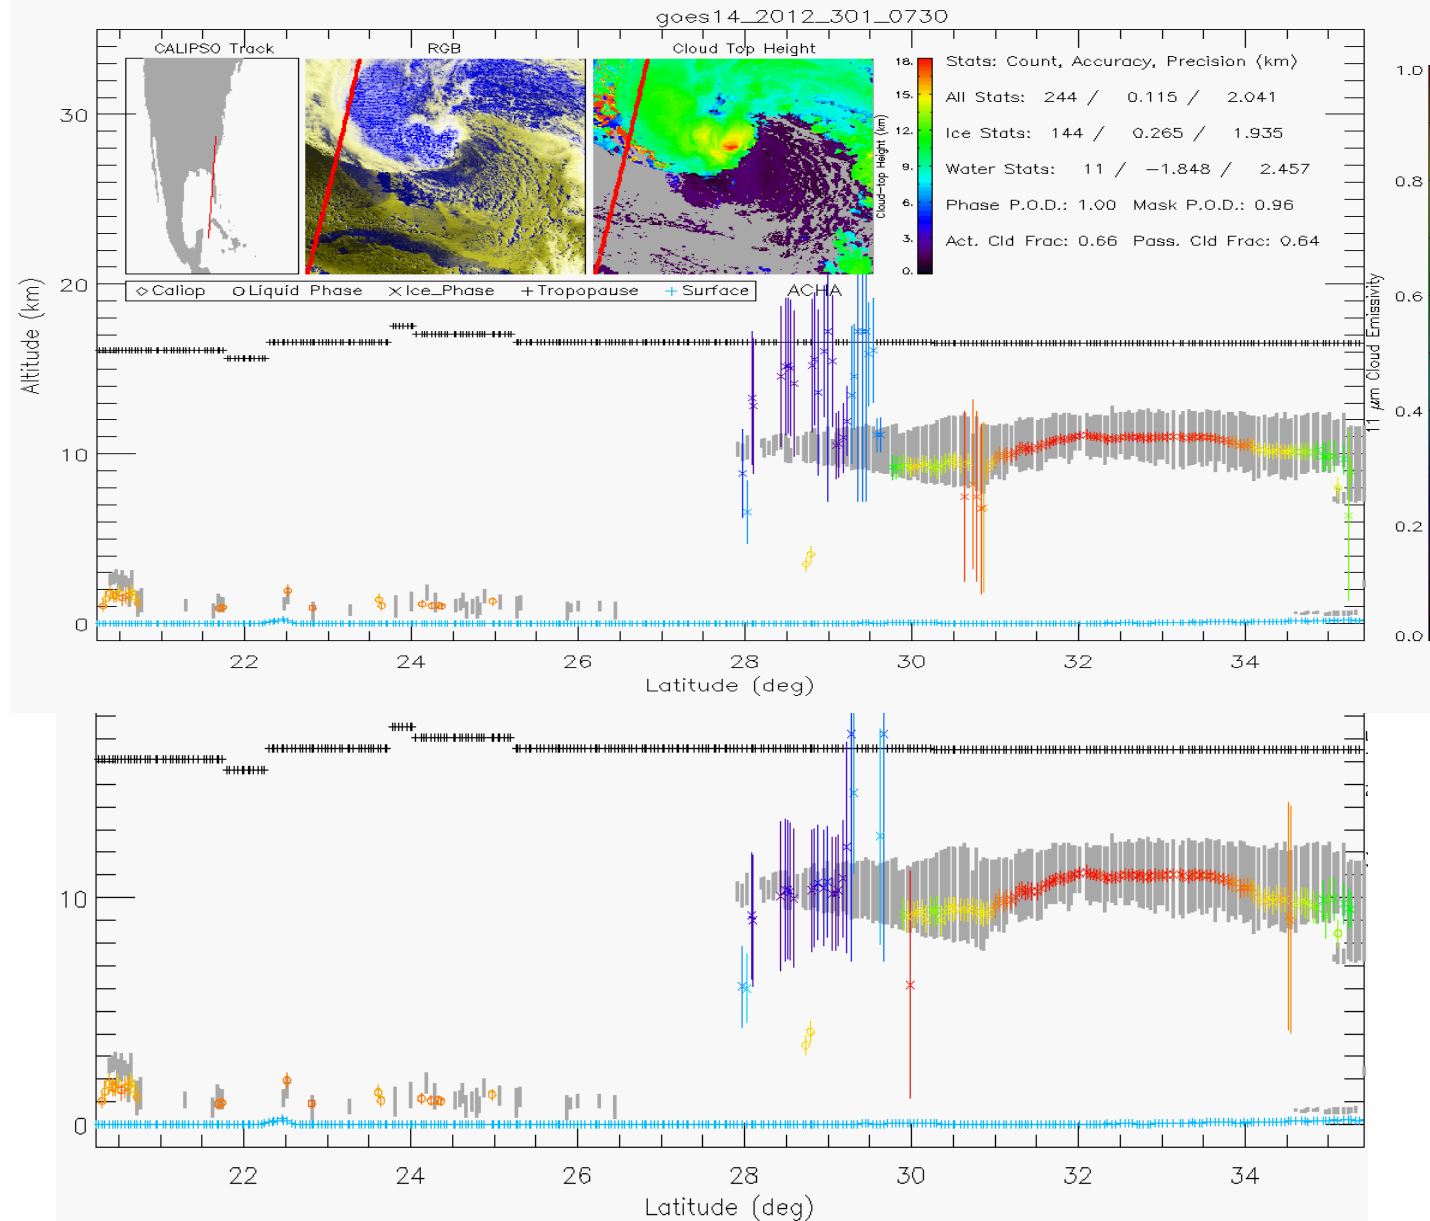 goes14_2012_301_0730
CALIPSO Track
RGB
Cloud Top Height
18.
15.
12.
9.
6.
3.
0.
Cloud-top Height (km)
Stats: Count, Accuracy, Precision (km)
All Stats: 244 / 0.115 / 2.041
Ice Stats: 144 / 0.265 / 1.935
Water Stats: 11 / -1.848 / 2.457
Phase P.O.D.: 1.00 Mask P.O.D.: 0.96
Act. Cld Frac: 0.66 Pass. Cld Frac: 0.64
Caliop Liquid Phase Ice_Phase Tropopause Surface
ACHA
30
20
10
0
Altitude (km)
1.0
0.8
0.6
0.4
0.2
0.0
11 μm Cloud Emissivity
22 24 26 28 30 32 34
Latitude (deg)
10
0
22 24 26 28 30 32 34
Latitude (deg)